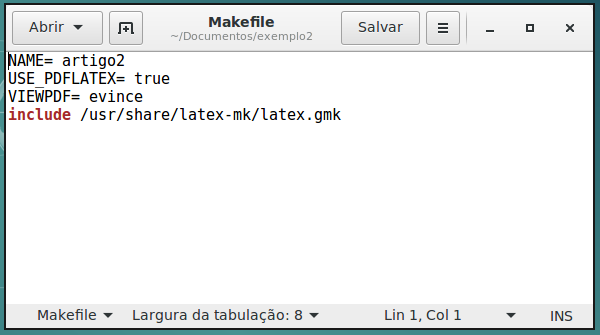 Abrir
Makefile
~/Documentos/exemplo2
Salvar
NAME= artigo2
USE_PDFLATEX= true
VIEWPDF= evince
include /usr/share/latex-mk/latex.gmk
Makefile Largura da tabulação: 8 Lin 1, Col 1 INS